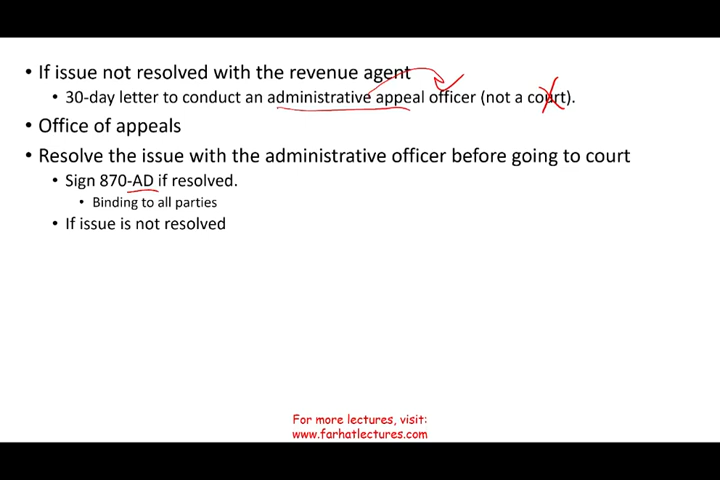 • If issue not resolved with the revenue agent
• 30-day letter to conduct an administrative appeal officer (not a court).
• Office of appeals
• Resolve the issue with the administrative officer before going to court
• Sign 870-AD if resolved.
• Binding to all parties
• If issue is not resolved
For more lectures, visit:
www.farhatlectures.com